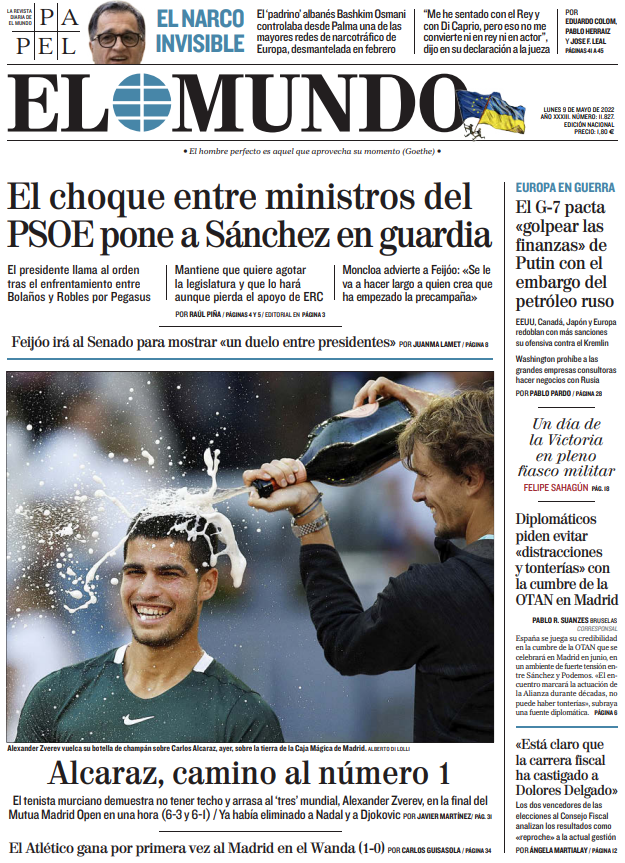 LA REVISTA
DIARIA DE
EL MUNDO
PA
PEL
EL NARCO
INVISIBLE
El 'padrino' albanés Bashkim Osmani
controlaba desde Palma una de las
mayores redes de narcotráfico de
Europa, desmantelada en febrero
"Me he sentado con el Rey y
con Di Caprio, pero eso no me
convierte ni en rey ni en actor",
dijo en su declaración a la jueza
POR
EDUARDO COLOM,
PABLO HERRAIZ
Y JOSE F. LEAL
PÁGINAS 41 A 45
EL MUNDO
LUNES 9 DE MAYO DE 2022
AÑO XXXIII. NÚMERO: 11.827.
EDICIÓN NACIONAL
PRECIO: 1,80 €
• El hombre perfecto es aquel que aprovecha su momento (Goethe) •
El choque entre ministros del
PSOE pone a Sánchez en guardia
El presidente llama al orden
tras el enfrentamiento entre
Bolaños y Robles por Pegasus
Mantiene que quiere agotar
la legislatura y que lo hará
aunque pierda el apoyo de ERC
Moncloa advierte a Feijóo: «Se le
va a hacer largo a quien crea que
ha empezado la precampaña»
POR RAÚL PIÑA / PÁGINAS 4 Y 5 / EDITORIAL EN PÁGINA 3
Feijóo irá al Senado para mostrar «un duelo entre presidentes» POR JUANMA LAMET / PÁGINA 8
Alexander Zverev vuelca su botella de champán sobre Carlos Alcaraz, ayer, sobre la tierra de la Caja Mágica de Madrid. ALBERTO DI LOLLI
Alcaraz, camino al número 1
El tenista murciano demuestra no tener techo y arrasa al 'tres' mundial, Alexander Zverev, en la final del
Mutua Madrid Open en una hora (6-3 y 6-1) / Ya había eliminado a Nadal y a Djokovic POR JAVIER MARTÍNEZ/ PÁG. 31
El Atlético gana por primera vez al Madrid en el Wanda (1-0) POR CARLOS GUISASOLA / PÁGINA 34
EUROPA EN GUERRA
El G-7 pacta
«golpear las
finanzas» de
Putin con el
embargo del
petróleo ruso
EEUU, Canadá, Japón y Europa
redoblan con más sanciones
su ofensiva contra el Kremlin
Washington prohíbe a las
grandes empresas consultoras
hacer negocios con Rusia
POR PABLO PARDO / PÁGINA 28
Un día de
la Victoria
en pleno
fiasco militar
FELIPE SAHAGÚN PÁG. 18
Diplomáticos
piden evitar
«distracciones
y tonterías» con
la cumbre de la
OTAN en Madrid
PABLO R. SUANZES BRUSELAS
CORRESPONSAL
España se juega su credibilidad
en la cumbre de la OTAN que se
celebrará en Madrid en junio, en
un ambiente de fuerte tensión entre
Sánchez y Podemos. «El en-
cuentro marcará la actuación de
la Alianza durante décadas, no
puede haber tonterías», subraya
una fuente diplomática. PÁGINA 6
«Está claro que
la carrera fiscal
ha castigado a
Dolores Delgado»
Los dos vencedores de las
elecciones al Consejo Fiscal
analizan los resultados como
«reproche» a la actual gestión
POR ÁNGELA MARTIALAY / PÁGINA 12